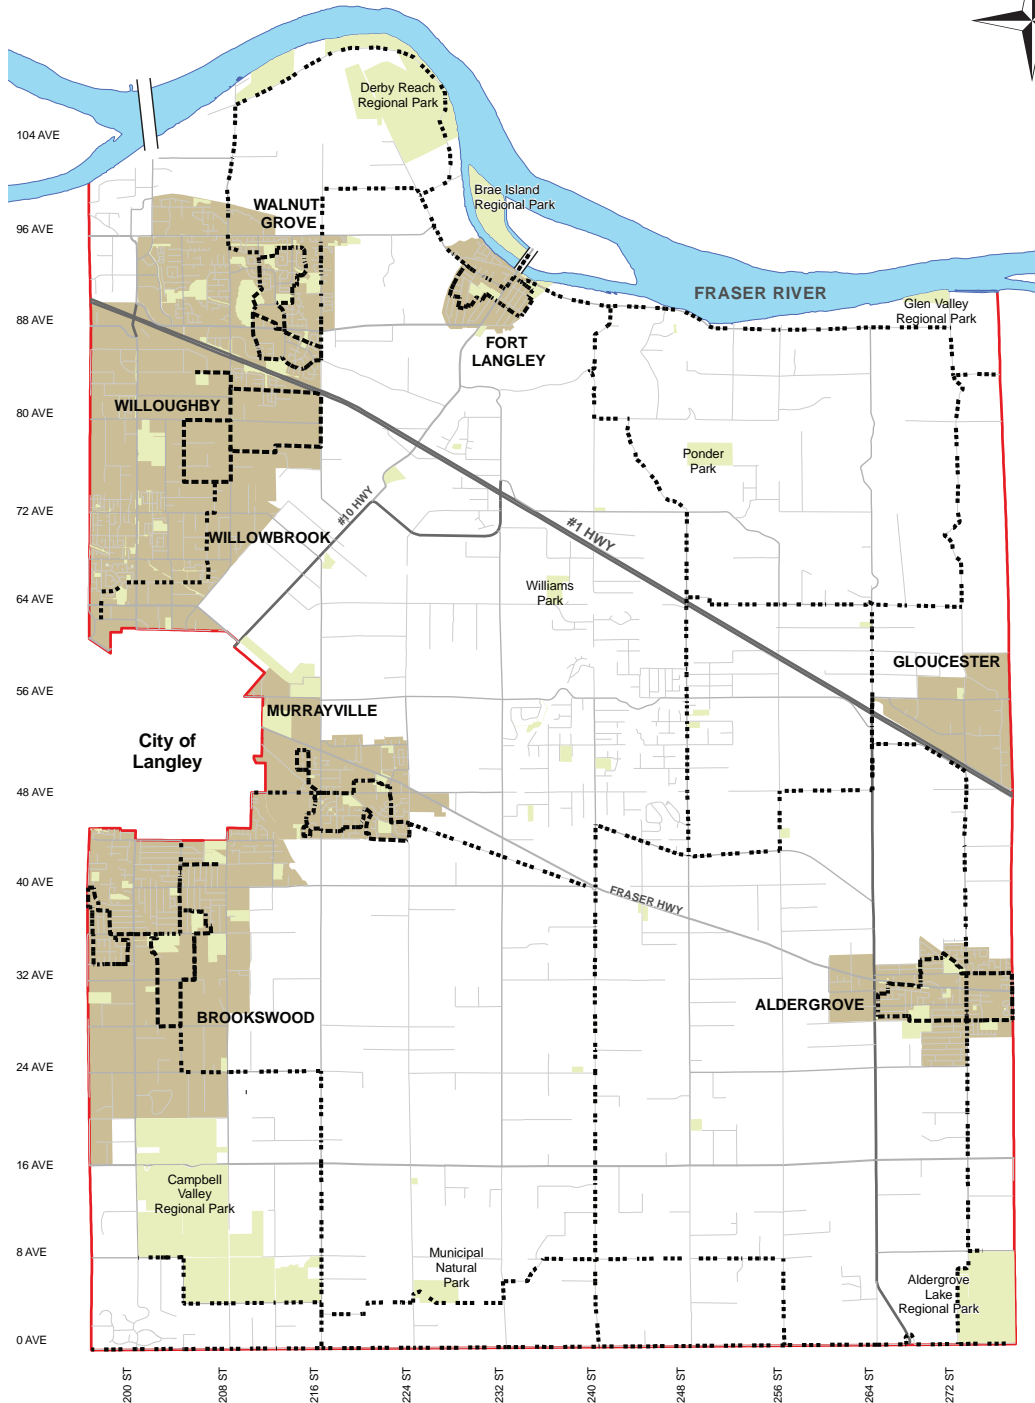 Derby Reach
Regional Park
104 AVE
Brae Island
Regional Park
WALNUT
GROVE
96 AVE
FRASER RIVER
Glen Valley
Regional Park
88 AVE
FORT
LANGLEY
WILLOUGHBY
80 AVE
Ponder
Park
#10 HWY
72 AVE
#1 HWY
WILLOWBROOK
Williams
Park
64 AVE
GLOUCESTER
56 AVE
MURRAYVILLE
City of
Langley
48 AVE
40 AVE
FRASER HWY
32 AVE
ALDERGROVE
BROOKSWOOD
24 AVE
16 AVE
Campbell
Valley
Regional Park
8 AVE
Municipal
Natural
Park
Aldergrove
Lake
Regional Park
0 AVE
200 ST
208 ST
216 ST
224 ST
232 ST
240 ST
248 ST
256 ST
264 ST
272 ST